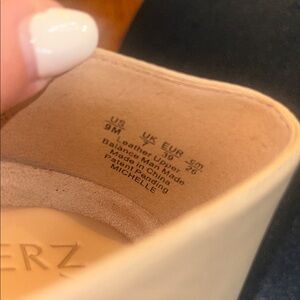 US UK EUR cm
9M 7 39 26
Leather Upper
Balance Man Made
Made in China
Patent Pending
MICHELLE
ERZ